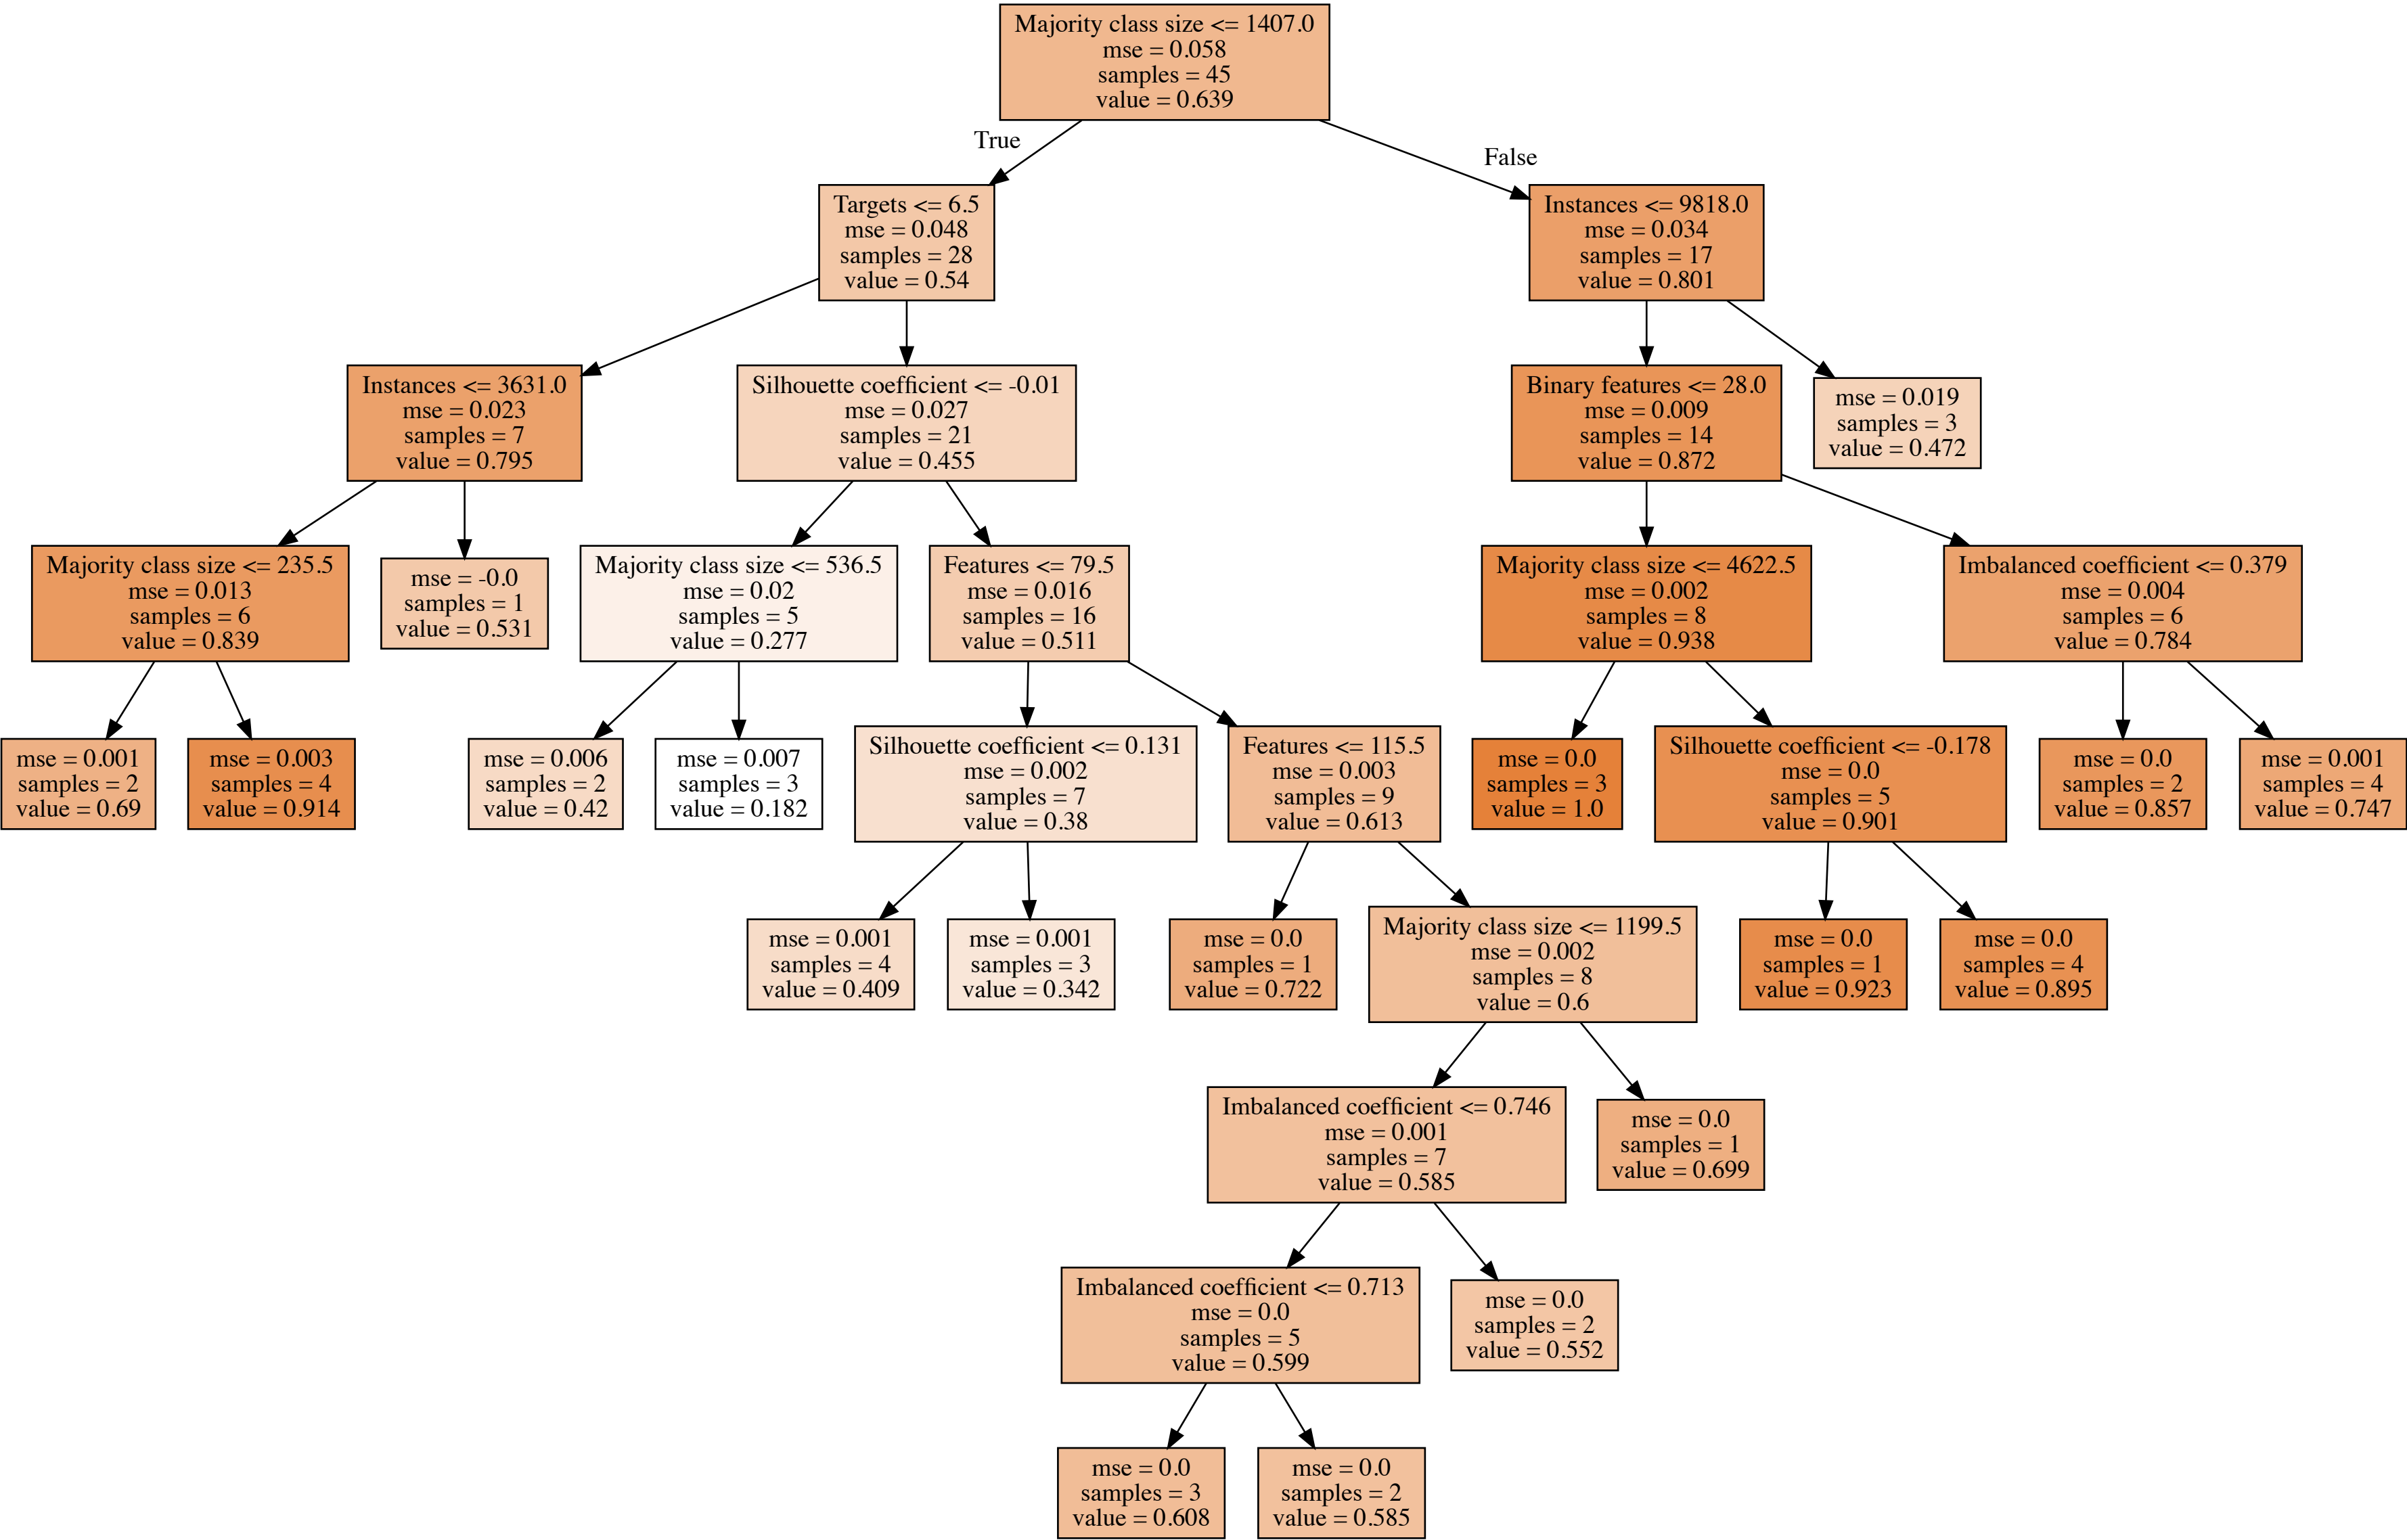 Majority class size <= 1407.0
mse = 0.058
samples = 45
value = 0.639
True
False
Targets <= 6.5
mse = 0.048
samples = 28
value = 0.54
Instances <= 9818.0
mse = 0.034
samples = 17
value = 0.801
Instances <= 3631.0
mse = 0.023
samples = 7
value = 0.795
Silhouette coefficient <= -0.01
mse = 0.027
samples = 21
value = 0.455
Binary features <= 28.0
mse = 0.009
samples = 14
value = 0.872
mse = 0.019
samples = 3
value = 0.472
Majority class size <= 235.5
mse = 0.013
samples = 6
value = 0.839
mse = -0.0
samples = 1
value = 0.531
Majority class size <= 536.5
mse = 0.02
samples = 5
value = 0.277
Features <= 79.5
mse = 0.016
samples = 16
value = 0.511
Majority class size <= 4622.5
mse = 0.002
samples = 8
value = 0.938
Imbalanced coefficient <= 0.379
mse = 0.004
samples = 6
value = 0.784
mse = 0.001
samples = 2
value = 0.69
mse = 0.003
samples = 4
value = 0.914
mse = 0.006
samples = 2
value = 0.42
mse = 0.007
samples = 3
value = 0.182
Silhouette coefficient <= 0.131
mse = 0.002
samples = 7
value = 0.38
Features <= 115.5
mse = 0.003
samples = 9
value = 0.613
mse = 0.0
samples = 3
value = 1.0
Silhouette coefficient <= -0.178
mse = 0.0
samples = 5
value = 0.901
mse = 0.0
samples = 2
value = 0.857
mse = 0.001
samples = 4
value = 0.747
mse = 0.001
samples = 4
value = 0.409
mse = 0.001
samples = 3
value = 0.342
mse = 0.0
samples = 1
value = 0.722
Majority class size <= 1199.5
mse = 0.002
samples = 8
value = 0.6
mse = 0.0
samples = 1
value = 0.923
mse = 0.0
samples = 4
value = 0.895
Imbalanced coefficient <= 0.746
mse = 0.001
samples = 7
value = 0.585
mse = 0.0
samples = 1
value = 0.699
Imbalanced coefficient <= 0.713
mse = 0.0
samples = 5
value = 0.599
mse = 0.0
samples = 2
value = 0.552
mse = 0.0
samples = 3
value = 0.608
mse = 0.0
samples = 2
value = 0.585